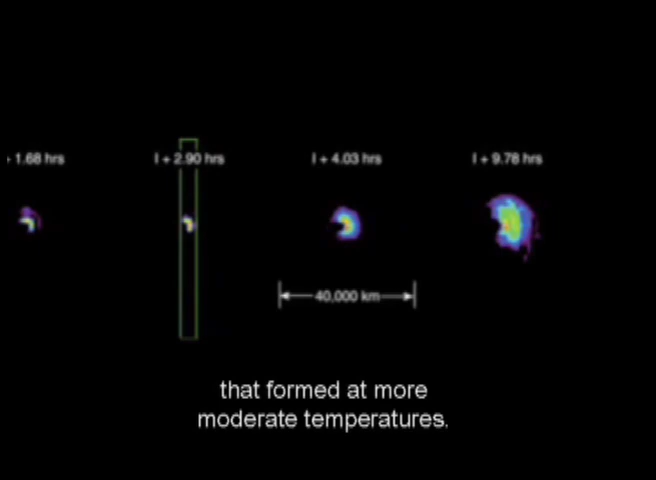 + 1.68 hrs
I + 2.90 hrs
I + 4.03 hrs
I + 9.78 hrs
40,000 km
that formed at more
moderate temperatures.